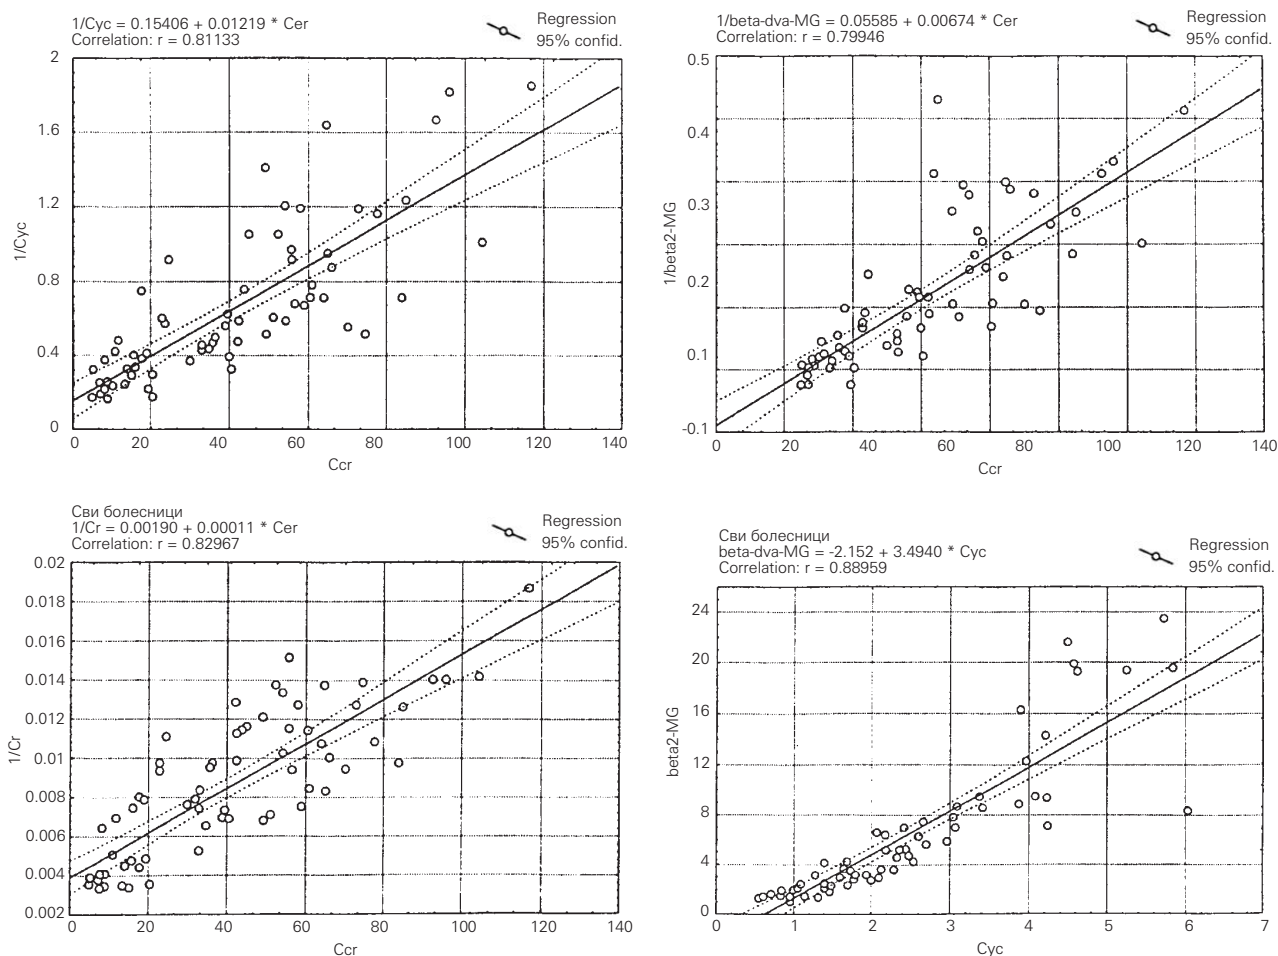 1/Cyc = 0.15406 + 0.01219 * Cer
Correlation: r = 0.81133
Regression
95% confid.
2
1.6
1.2
0.8
0.4
0
1/Cyc
0 20 40 60 80 100 120 140
Ccr
1/beta-dva-MG = 0.05585 + 0.00674 * Cer
Correlation: r = 0.79946
Regression
95% confid.
0.5
0.4
0.3
0.2
0.1
-0.1
1/beta2-MG
0 20 40 60 80 100 120 140
Ccr
Сви болесници
1/Cr = 0.00190 + 0.00011 * Cer
Correlation: r = 0.82967
Regression
95% confid.
0.02
0.018
0.016
0.014
0.012
0.01
0.008
0.006
0.004
0.002
1/Cr
0 20 40 60 80 100 120 140
Ccr
Сви болесници
beta-dva-MG = -2.152 + 3.4940 * Cyc
Correlation: r = 0.88959
Regression
95% confid.
24
20
16
12
8
4
0
beta2-MG
0 1 2 3 4 5 6 7
Cyc